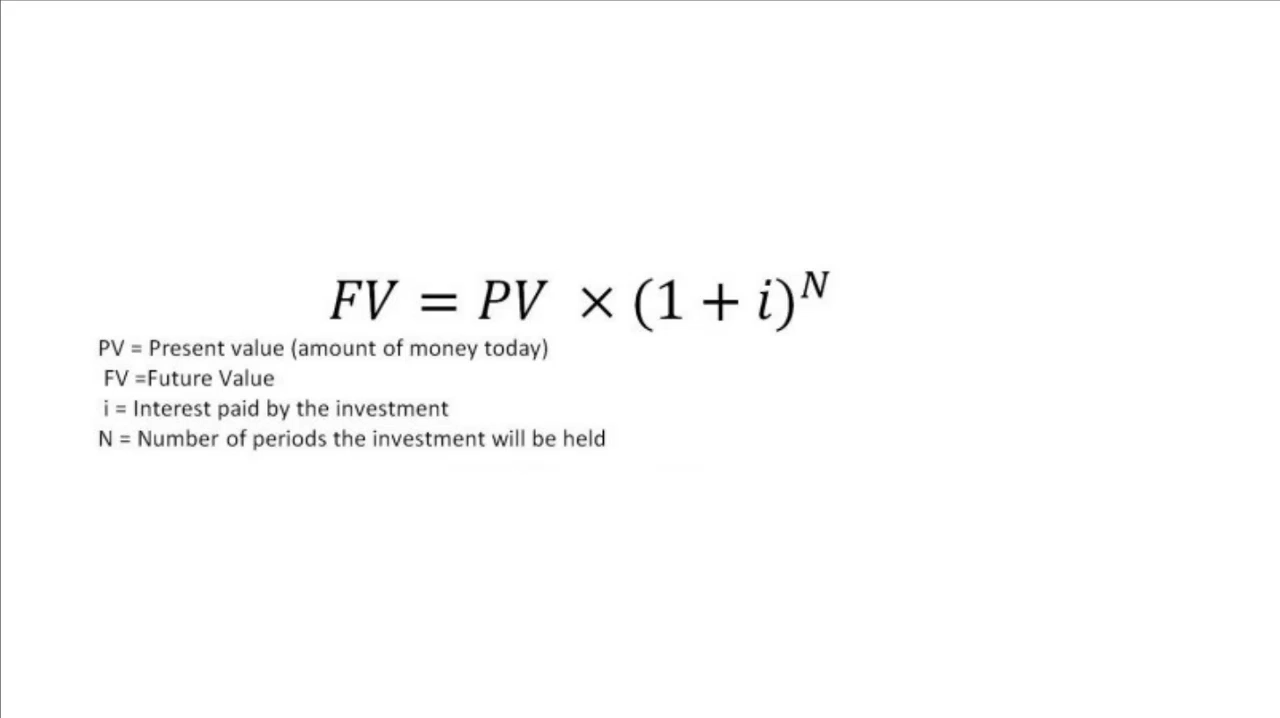 FV = PV × (1 + i)^N
PV = Present value (amount of money today)
FV =Future Value
i = Interest paid by the investment
N = Number of periods the investment will be held